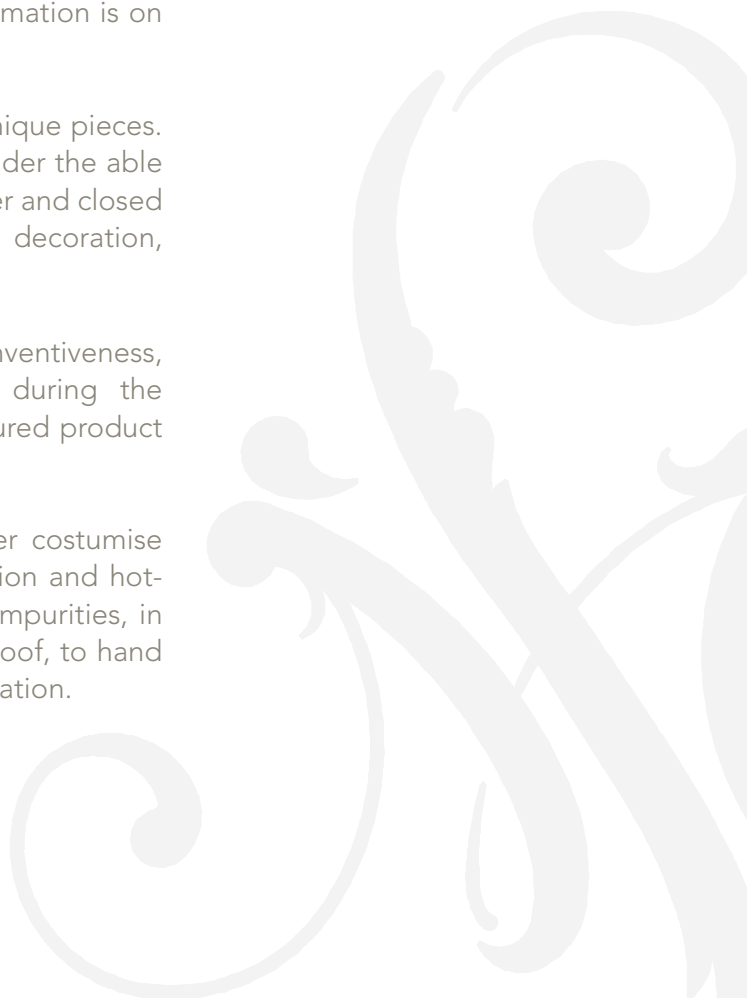 mation is on
nique pieces.
der the able
er and closed
decoration,
nventiveness,
during the
ured product
er costumise
ion and hot-
mpurities, in
oof, to hand
ation.